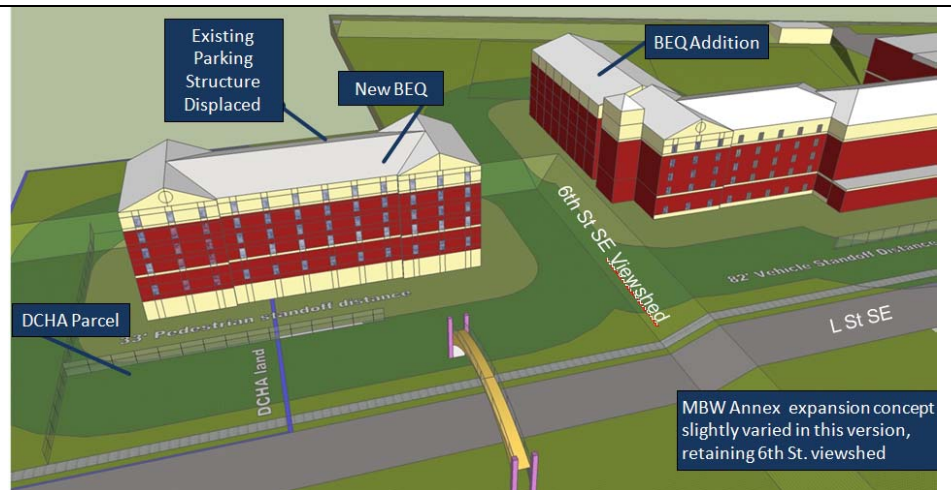 Existing
Parking
Structure
Displaced
New BEQ
BEQ Addition
6th St SE Viewshed
82' Vehicle Standoff Distance
33' Pedestrian standoff distance
DCHA Parcel
DCHA land
L St SE
MBW Annex expansion concept
slightly varied in this version,
retaining 6th St. viewshed